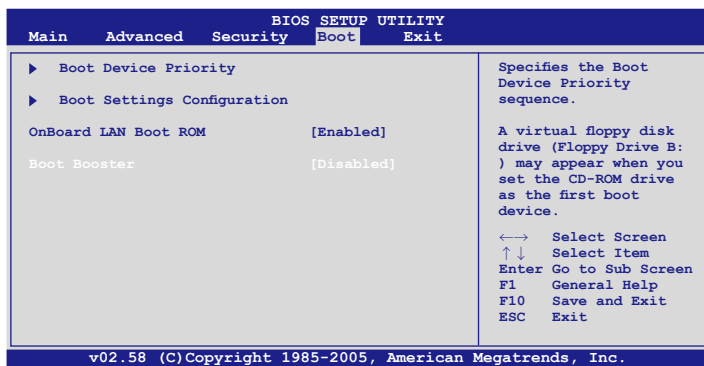 BIOS SETUP UTILITY
Main Advanced Security Boot Exit
Boot Device Priority
Boot Settings Configuration
OnBoard LAN Boot ROM [Enabled]
Boot Booster [Disabled]
Specifies the Boot
Device Priority
sequence.
A virtual floppy disk
drive (Floppy Drive B:
) may appear when you
set the CD-ROM drive
as the first boot
device.
←→ Select Screen
↑↓ Select Item
Enter Go to Sub Screen
F1 General Help
F10 Save and Exit
ESC Exit
v02.58 (C)Copyright 1985-2005, American Megatrends, Inc.